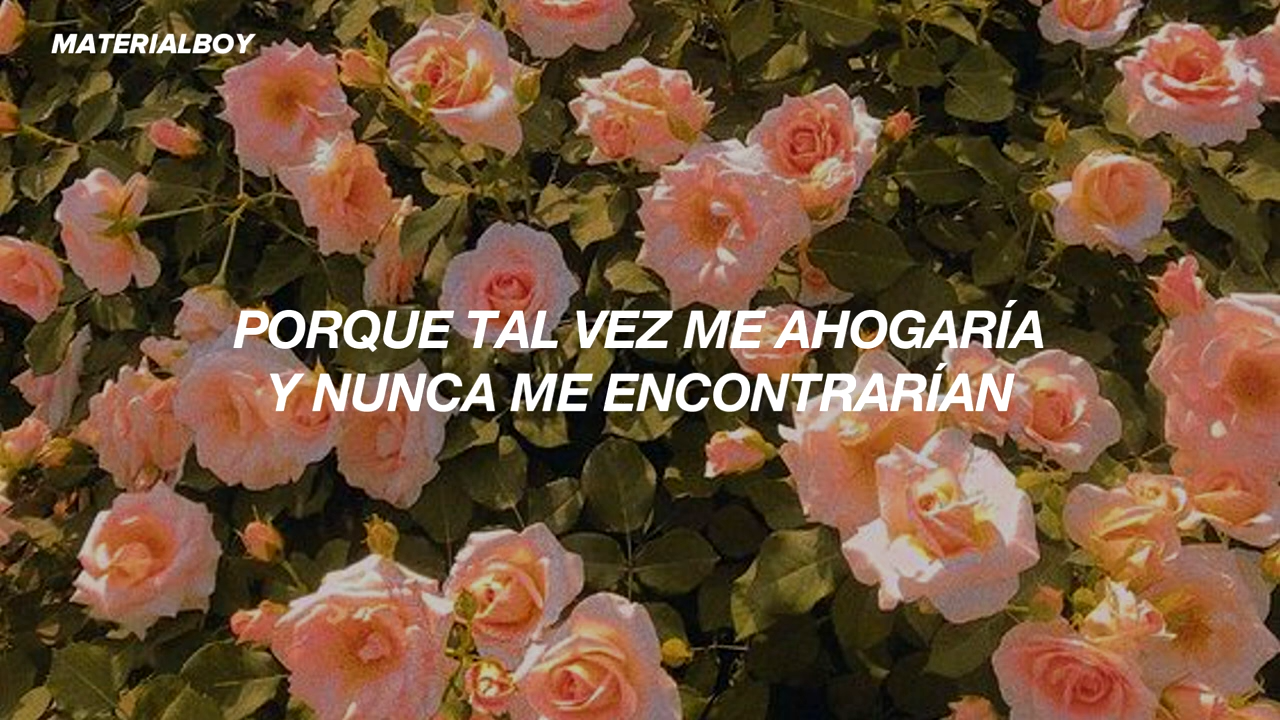 MATERIALBOY
PORQUE TAL VEZ ME AHOGARÍA
Y NUNCA ME ENCONTRARÍAN